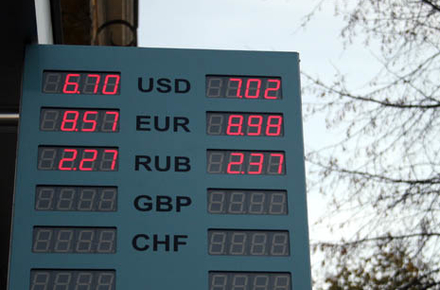 6.70 USD 7.02
8.57 EUR 8.98
2.27 RUB 2.37
GBP
CHF